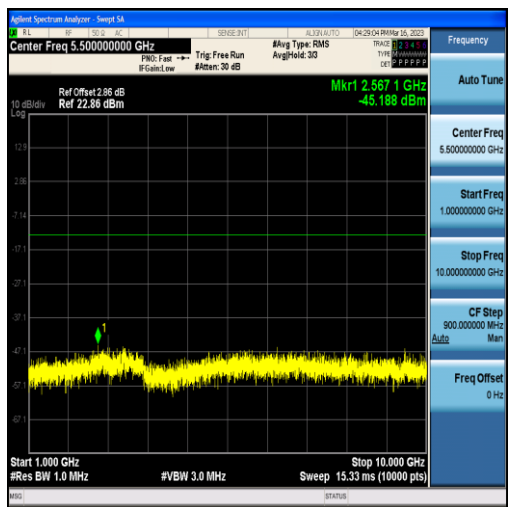 Agilent Spectrum Analyzer - Swept SA
RL RF 50 Ω AC SENSE:INT ALIGN AUTO 04:29:04 PM Mar 16, 2023
Center Freq 5.500000000 GHz
PNO: Fast
IFGain:Low
Trig: Free Run
#Atten: 30 dB
#Avg Type: RMS
Avg|Hold: 3/3
TRACE 1 2 3 4 5 6
TYPE M
DET P P P P P P
Frequency
Auto Tune
Center Freq
5.500000000 GHz
Start Freq
1.000000000 GHz
Stop Freq
10.000000000 GHz
CF Step
900.000000 MHz
Auto Man
Freq Offset
0 Hz
Mkr1 2.567 1 GHz
-45.188 dBm
Ref Offset 2.86 dB
10 dB/div Ref 22.86 dBm
Log
12.9
2.86
-7.14
-17.1
-27.1
-37.1
-47.1
-57.1
-67.1
1
Start 1.000 GHz Stop 10.000 GHz
#Res BW 1.0 MHz #VBW 3.0 MHz Sweep 15.33 ms (10000 pts)
MSG STATUS